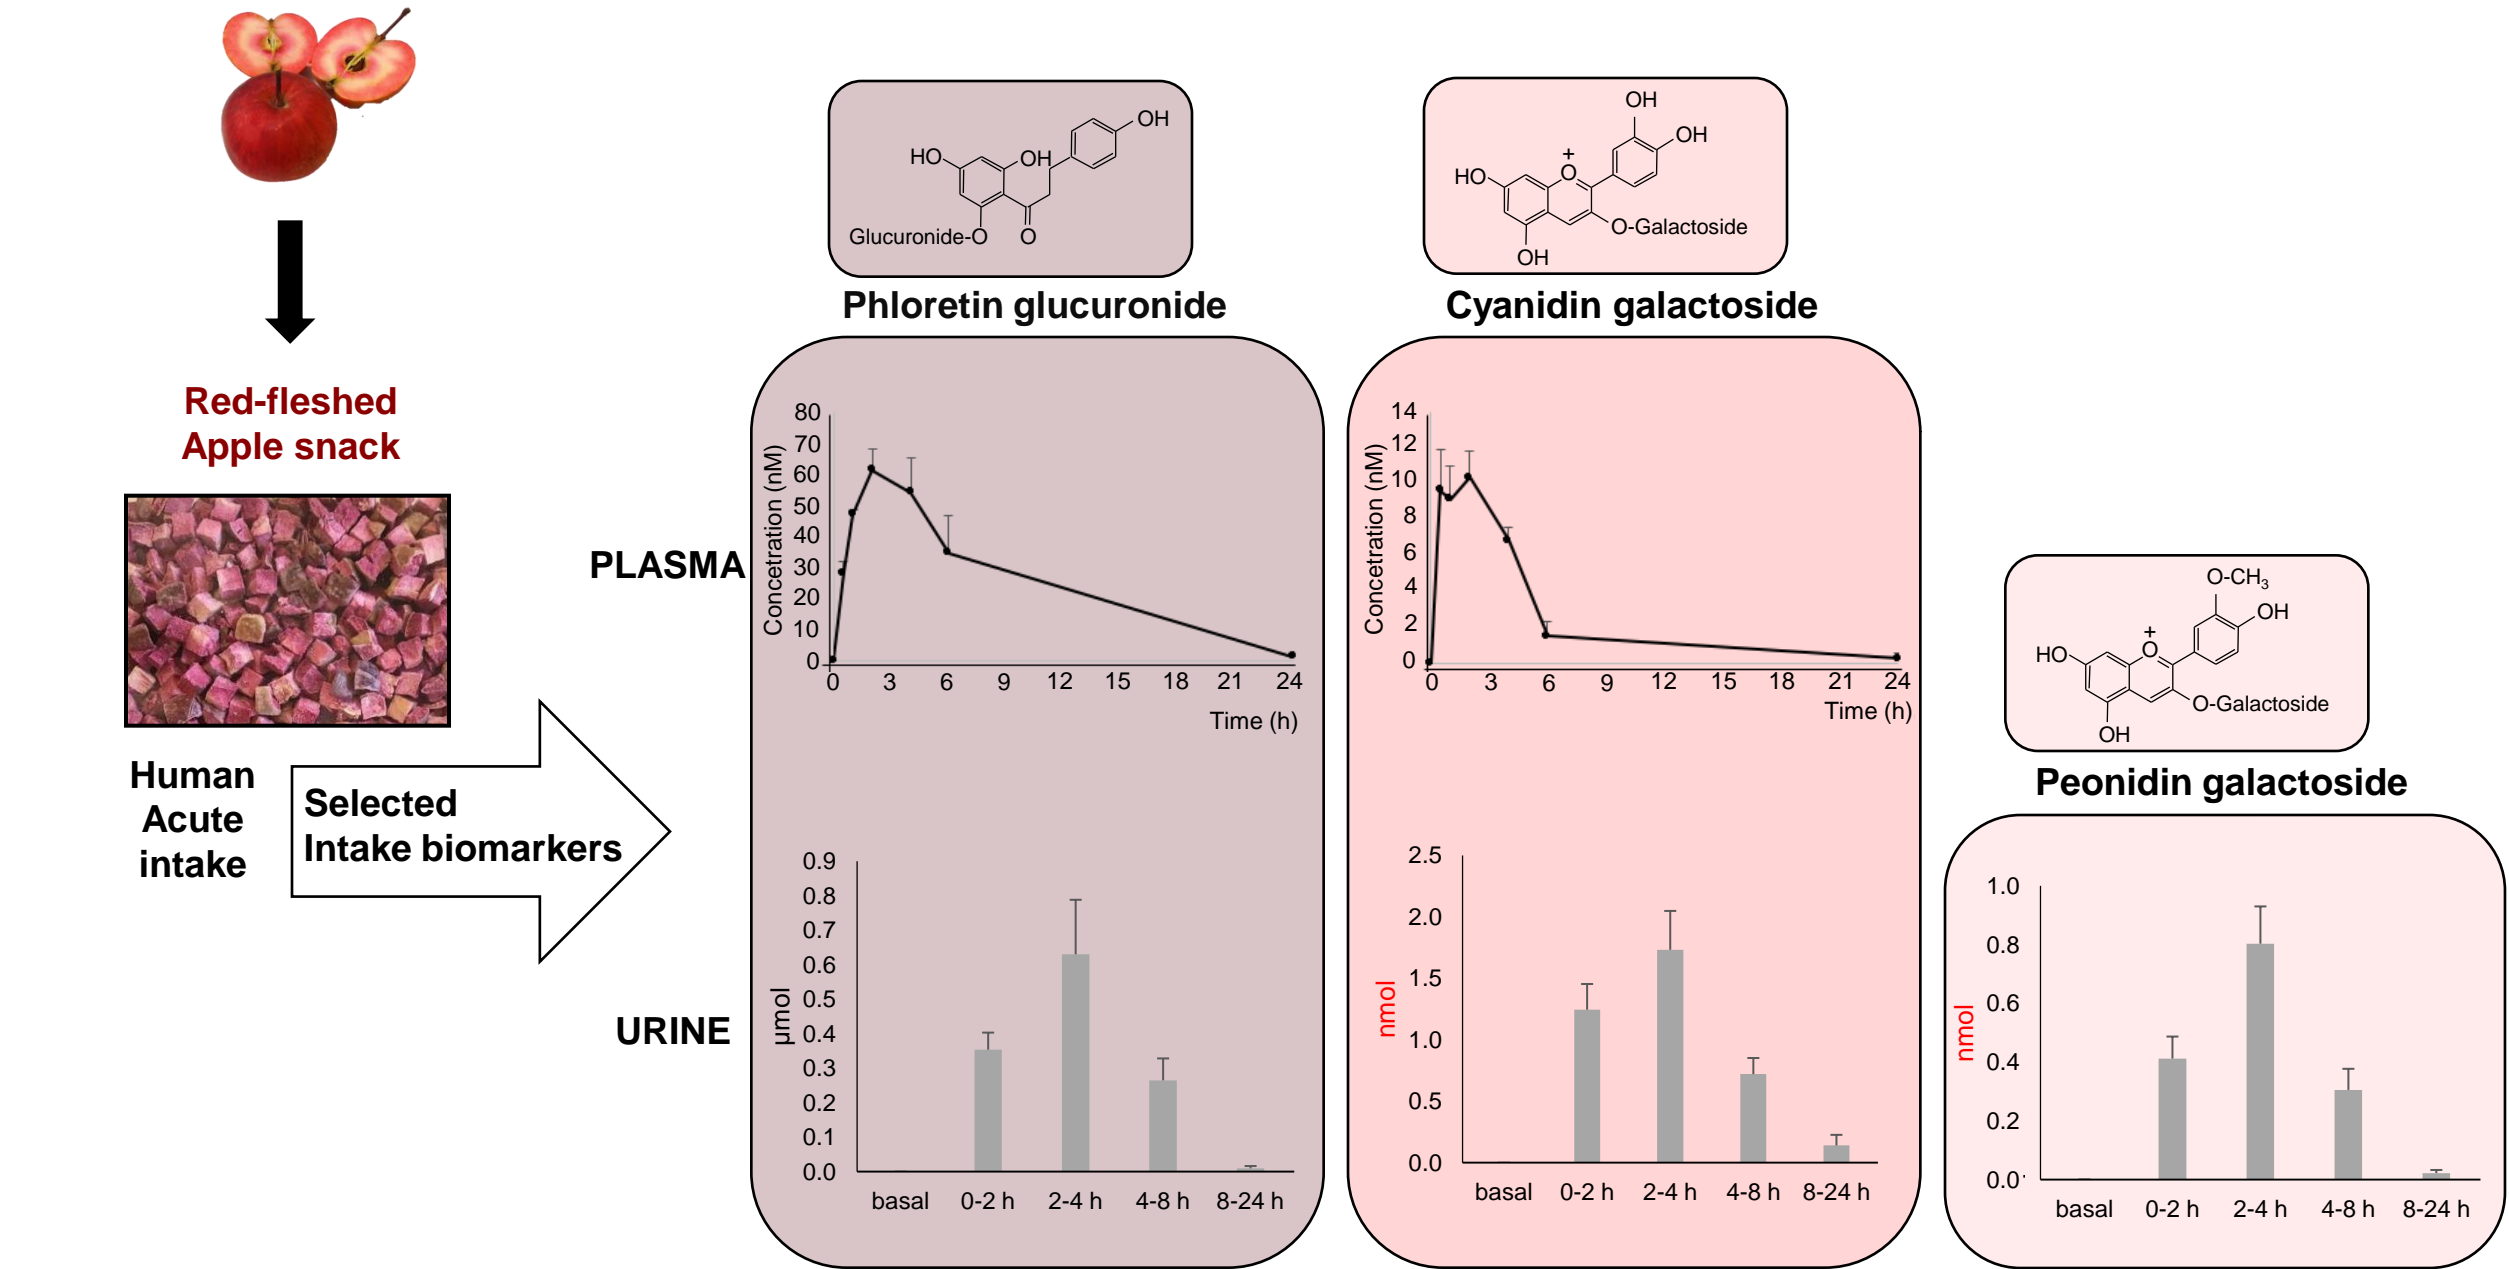 Red-fleshed
Apple snack
Human
Acute
intake
Selected
Intake biomarkers
PLASMA
URINE
OH
HO
OH
Glucuronide-O
O
Phloretin glucuronide
Concetration (nM)
80
70
60
50
40
30
20
10
0
0 3 6 9 12 15 18 21 24
Time (h)
µmol
0.9
0.8
0.7
0.6
0.5
0.4
0.3
0.2
0.1
0.0
basal 0-2 h 2-4 h 4-8 h 8-24 h
OH
OH
+
O
HO
O-Galactoside
OH
Cyanidin galactoside
Concetration (nM)
14
12
10
8
6
4
2
0
0 3 6 9 12 15 18 21 24
Time (h)
nmol
2.5
2.0
1.5
1.0
0.5
0.0
basal 0-2 h 2-4 h 4-8 h 8-24 h
O-CH3
OH
+
O
HO
O-Galactoside
OH
Peonidin galactoside
nmol
1.0
0.8
0.6
0.4
0.2
0.0
basal 0-2 h 2-4 h 4-8 h 8-24 h